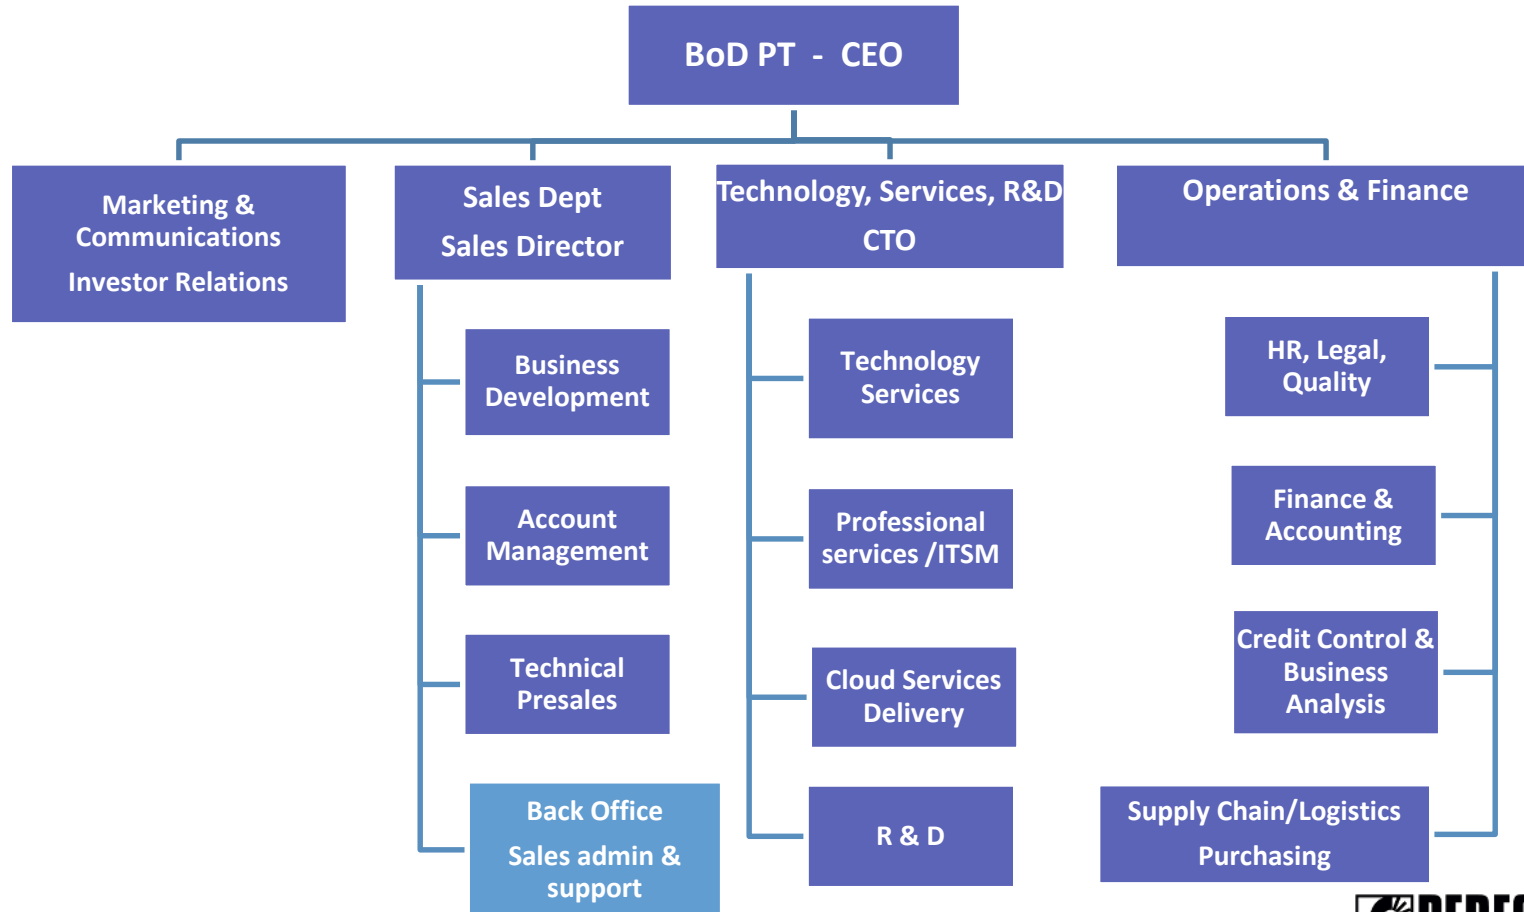 BoD PT - CEO
Marketing &
Communications
Investor Relations
Sales Dept
Sales Director
Technology, Services, R&D
CTO
Operations & Finance
Business
Development
Account
Management
Technical
Presales
Back Office
Sales admin &
support
Technology
Services
Professional
services /ITSM
Cloud Services
Delivery
R & D
HR, Legal,
Quality
Finance &
Accounting
Credit Control &
Business
Analysis
Supply Chain/Logistics
Purchasing